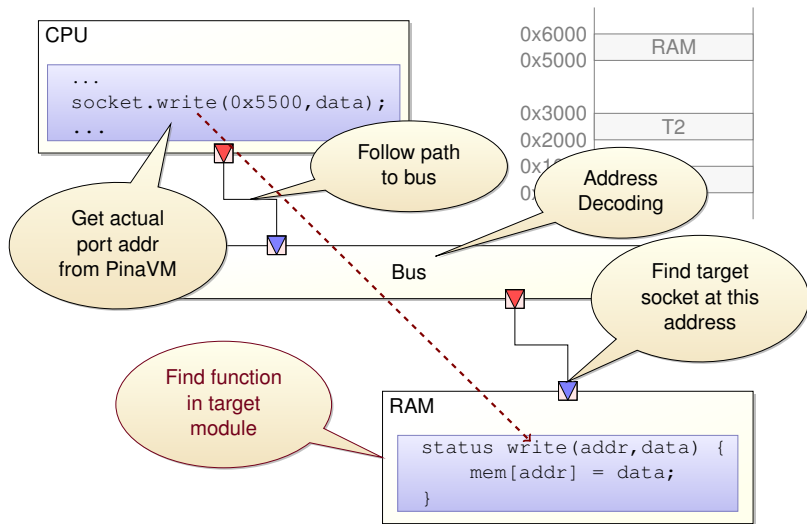 CPU
...
socket.write(0x5500,data);
...
0x6000
RAM
0x5000
0x3000
T2
0x2000
Follow path
to bus
Address
Decoding
Get actual
port addr
from PinaVM
Bus
Find target
socket at this
address
Find function
in target
module
RAM
status write(addr,data) {
mem[addr] = data;
}